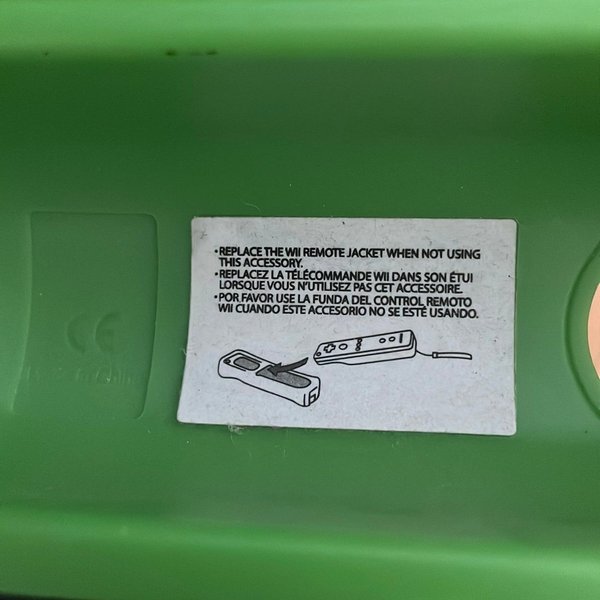 •REPLACE THE WII REMOTE JACKET WHEN NOT USING
THIS ACCESSORY.
•REPLACEZ LA TÉLÉCOMMANDE WII DANS SON ÉTUI
LORSQUE VOUS N'UTILISEZ PAS CET ACCESSOIRE.
•POR FAVOR USE LA FUNDA DEL CONTROL REMOTO
WII CUANDO ESTE ACCESORIO NO SE ESTÉ USANDO.
CE